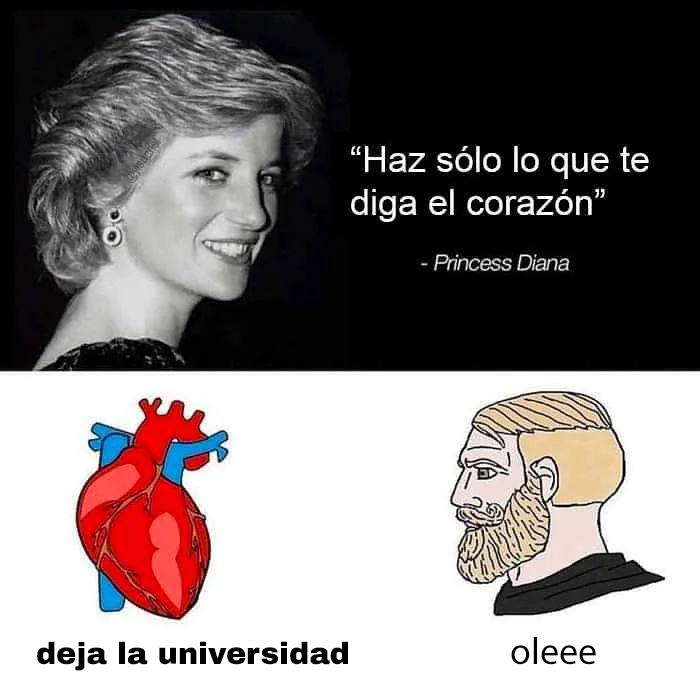 “Haz sólo lo que te
diga el corazón”
- Princess Diana
deja la universidad
oleee